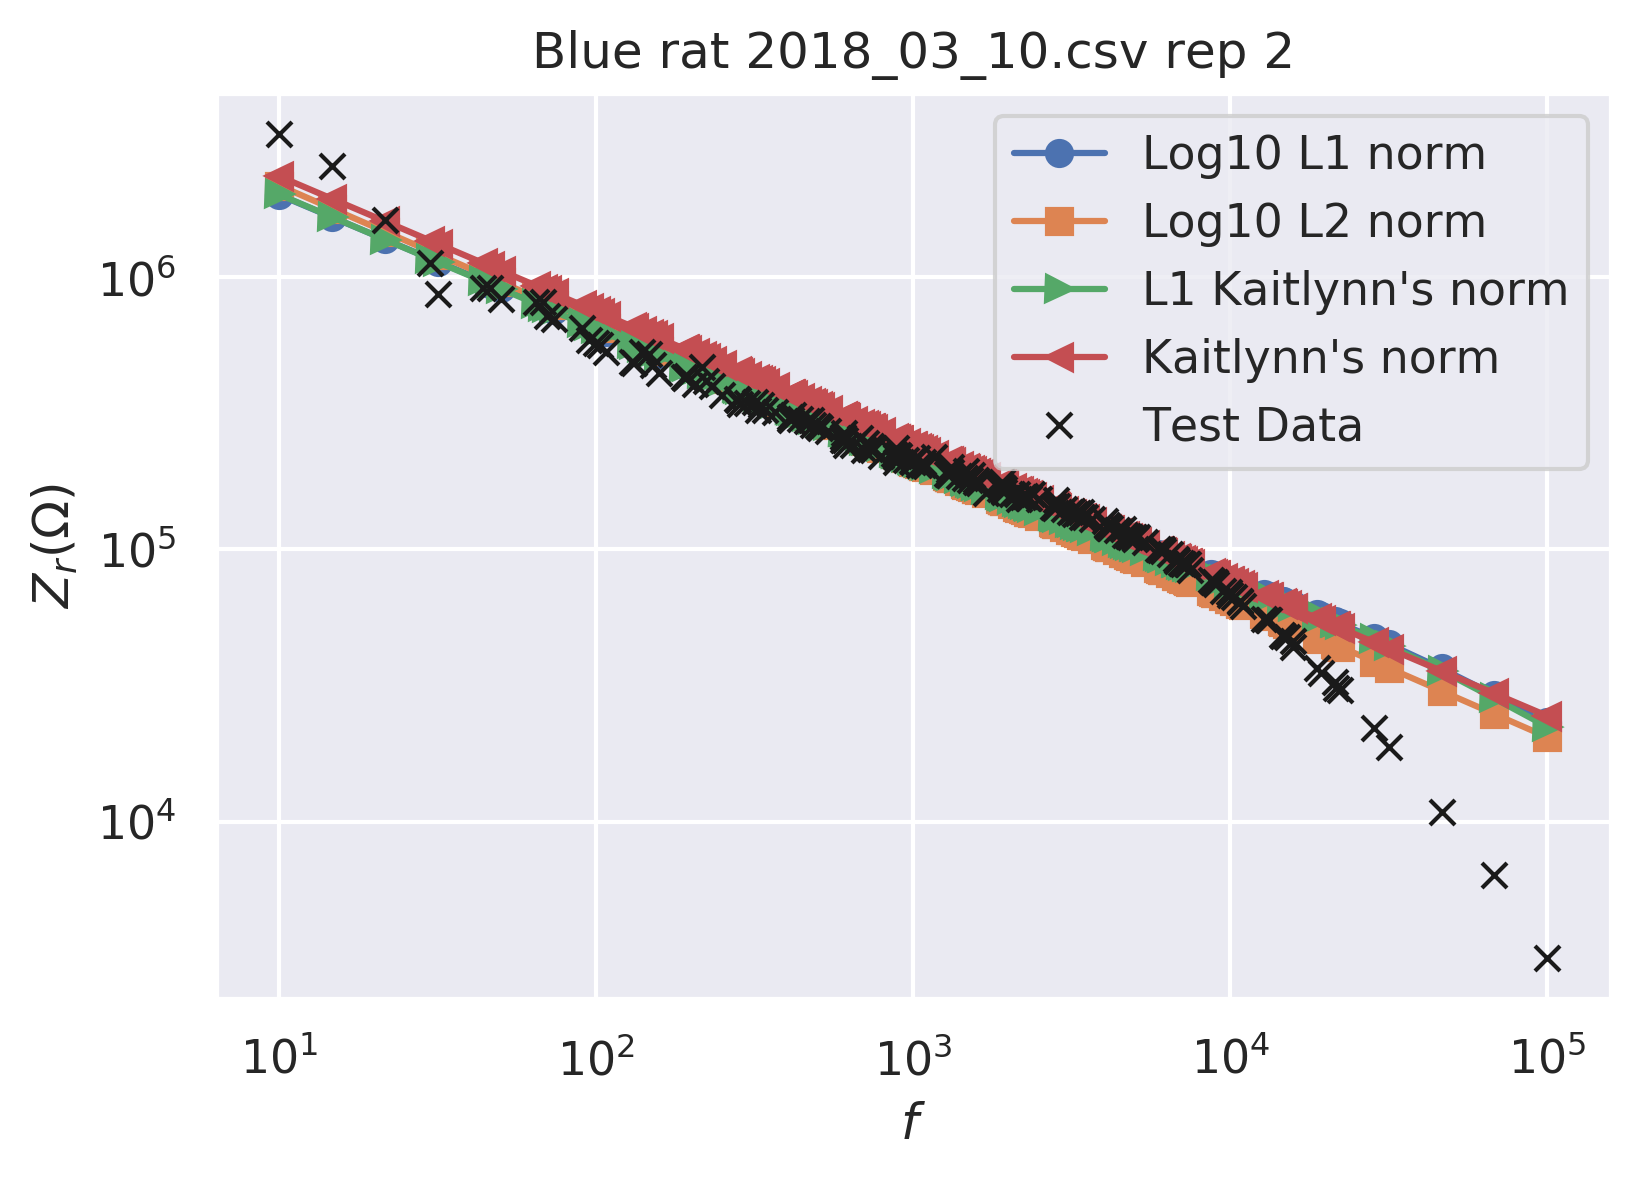 Blue rat 2018_03_10.csv rep 2
Log10 L1 norm
Log10 L2 norm
L1 Kaitlynn's norm
Kaitlynn's norm
Test Data
Z_r(Ω)
10^6
10^5
10^4
10^1 10^2 10^3 10^4 10^5
f